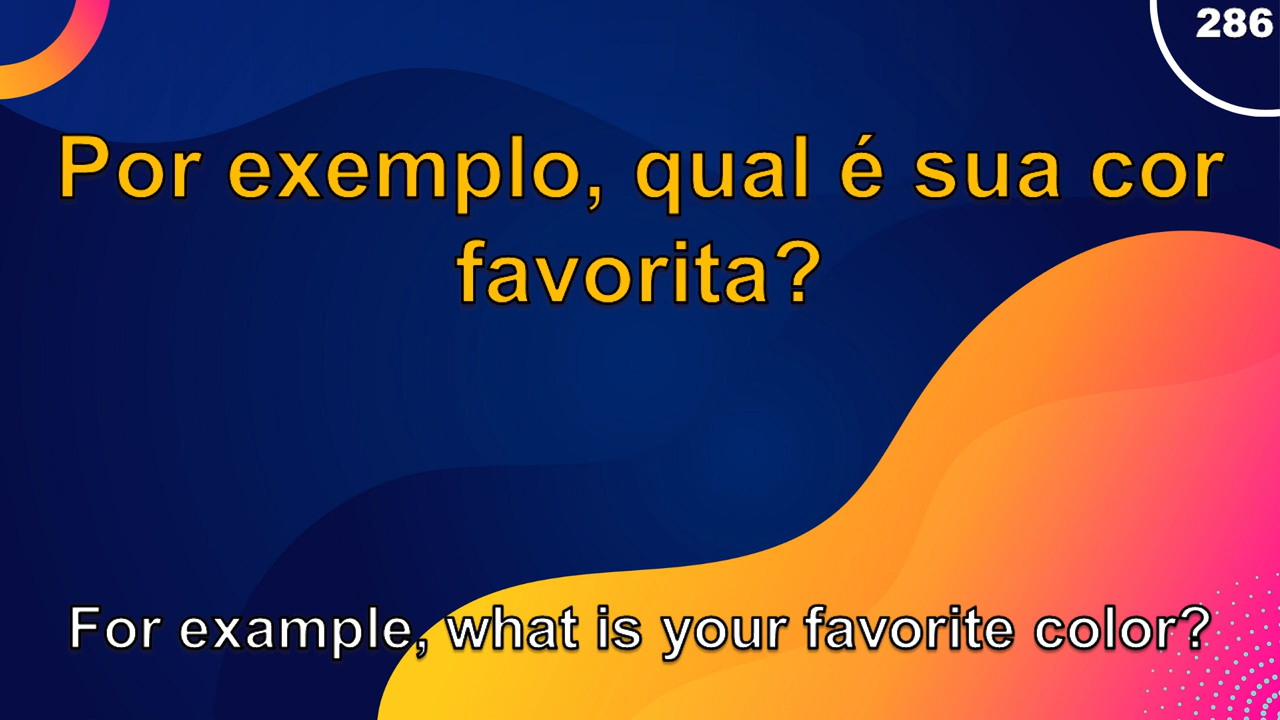 286
Por exemplo, qual é sua cor
favorita?
For example, what is your favorite color?